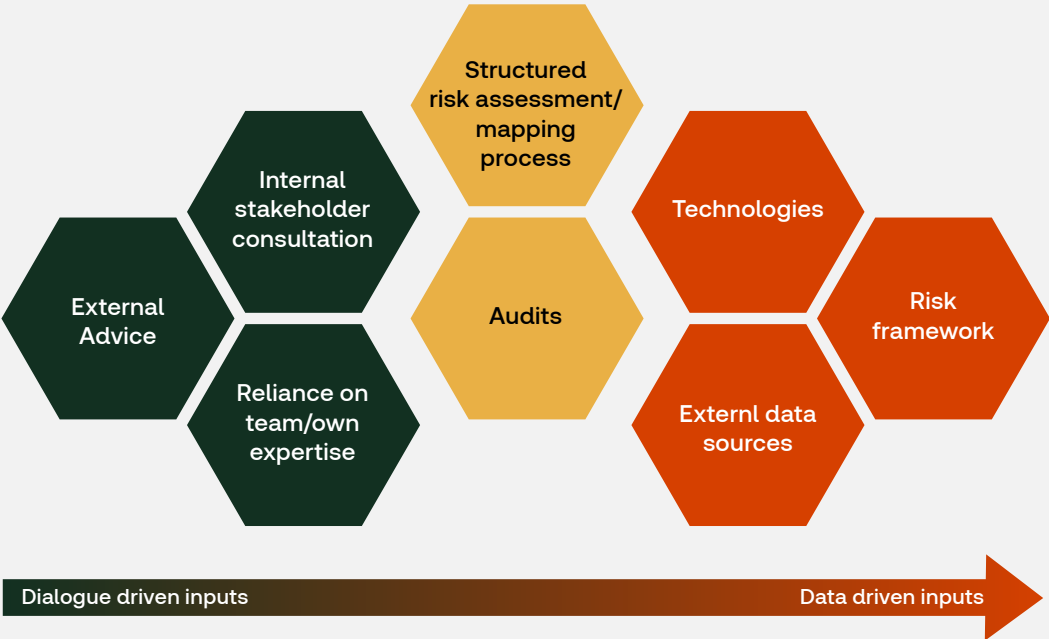 Structured
risk assessment/
mapping
process
Internal
stakeholder
consultation
Technologies
External
Advice
Audits
Risk
framework
Reliance on
team/own
expertise
Externl data
sources
Dialogue driven inputs
Data driven inputs